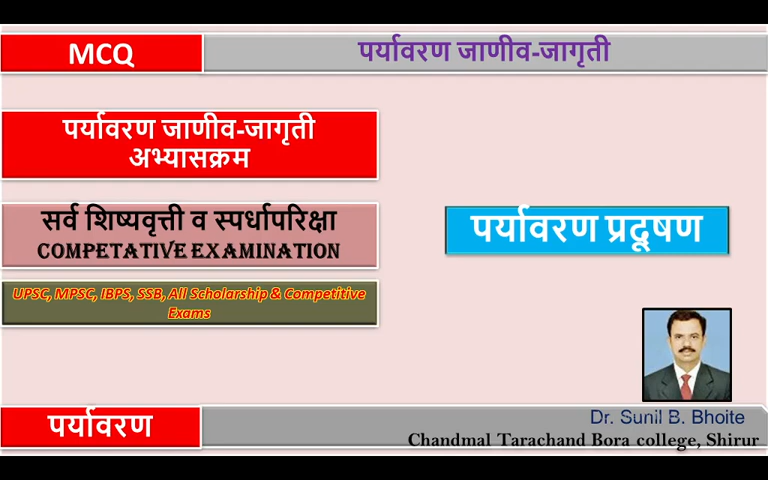 MCQ
पर्यावरण जाणीव-जागृती
पर्यावरण जाणीव-जागृती
अभ्यासक्रम
सर्व शिष्यवृत्ती व स्पर्धापरिक्षा
COMPETATIVE EXAMINATION
UPSC, MPSC, IBPS, SSB, All Scholarship & Competitive
Exams
पर्यावरण प्रदूषण
पर्यावरण
Dr. Sunil B. Bhoite
Chandmal Tarachand Bora college, Shirur